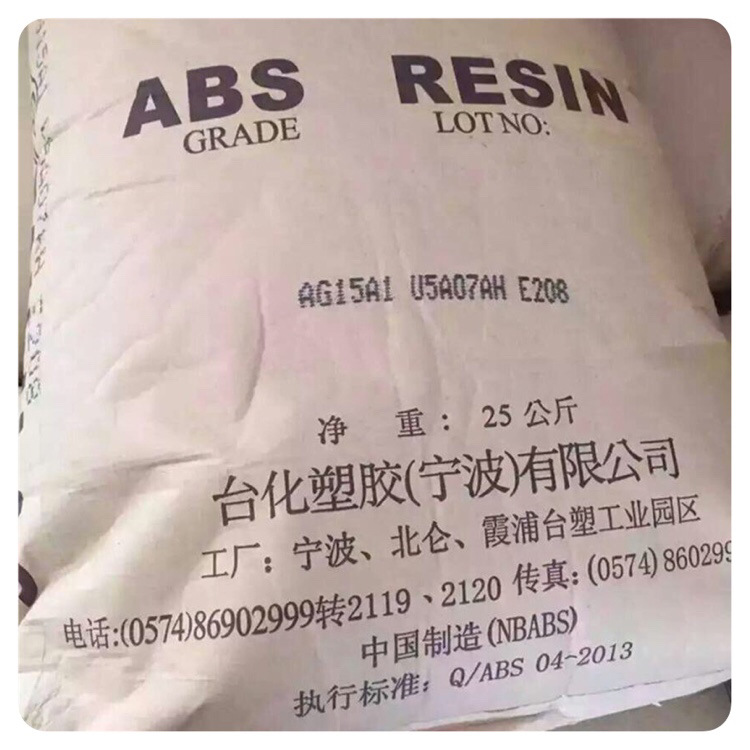 ABS RESIN
GRADE LOT NO:
AG15A1 U5A07AH E208
净 重: 25 公斤
台化塑胶(宁波)有限公司
工厂: 宁波、北仑、霞浦台塑工业园区
电话:(0574)86902999转2119、2120 传真:(0574) 860299
中国制造(NBABS)
执行标准: Q/ABS 04-2013